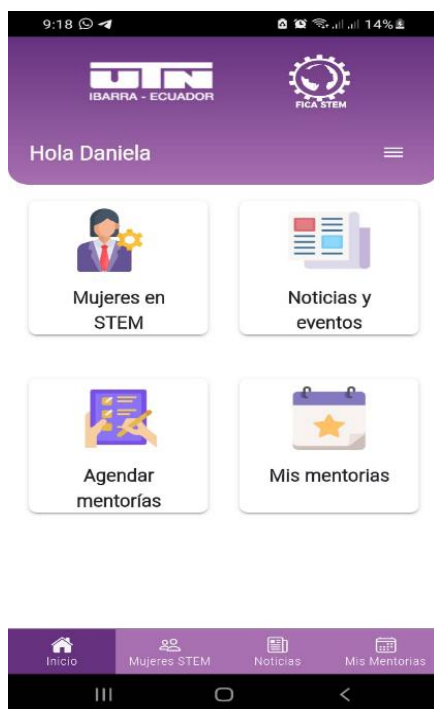 9:18 14%
UTN
IBARRA - ECUADOR
FICA STEM
Hola Daniela
Mujeres en
STEM
Noticias y
eventos
Agendar
mentorías
Mis mentorias
Inicio Mujeres STEM Noticias Mis Mentorias